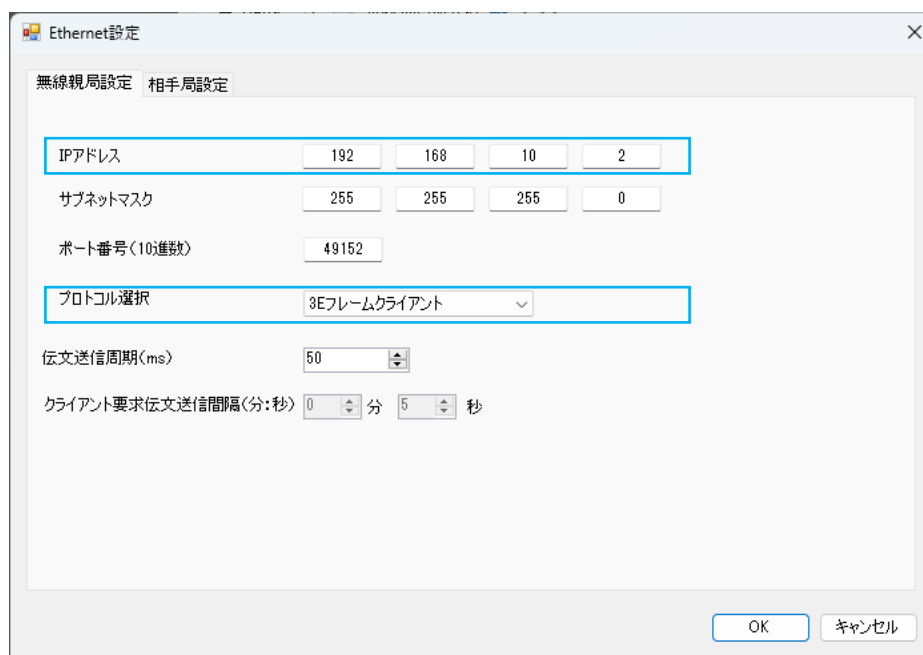 Ethernet設定
無線親局設定 相手局設定
IPアドレス 192 168 10 2
サブネットマスク 255 255 255 0
ポート番号(10進数) 49152
プロトコル選択 3Eフレームクライアント
伝文送信周期(ms) 50
クライアント要求伝文送信間隔(分:秒) 0 分 5 秒
OK キャンセル